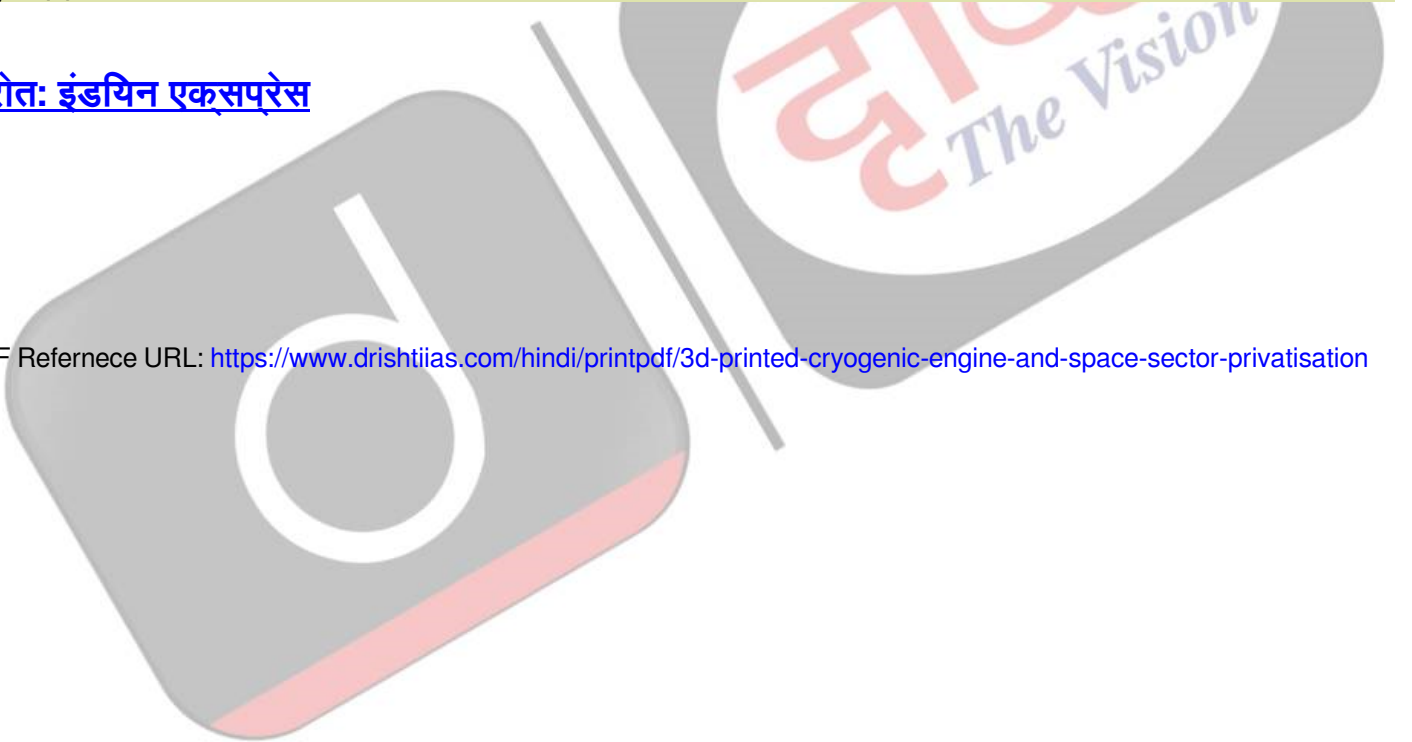 The Vision
रोत: इंडयिन एक्सप्रेस
F Refernece URL: https://www.drishtiias.com/hindi/printpdf/3d-printed-cryogenic-engine-and-space-sector-privatisation